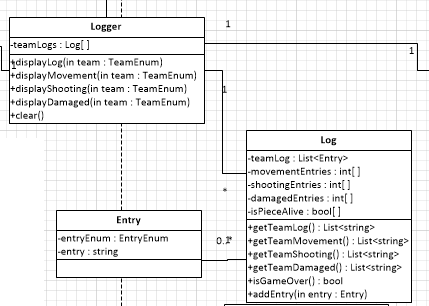 1
Logger
-teamLogs : Log[ ]
1
+displayLog(in team : TeamEnum)
+displayMovement(in team : TeamEnum)
+displayShooting(in team : TeamEnum)
+displayDamaged(in team : TeamEnum)
+clear()
1
Log
-teamLog : List<Entry>
-movementEntries : int[ ]
-shootingEntries : int[ ]
-damagedEntries : int[ ]
-isPieceAlive : bool[ ]
*
+getTeamLog() : List<string>
+getTeamMovement() : List<string>
+getTeamShooting() : List<string>
+getTeamDamaged() : List<string>
+isGameOver() : bool
+addEntry(in entry : Entry)
Entry
-entryEnum : EntryEnum
-entry : string